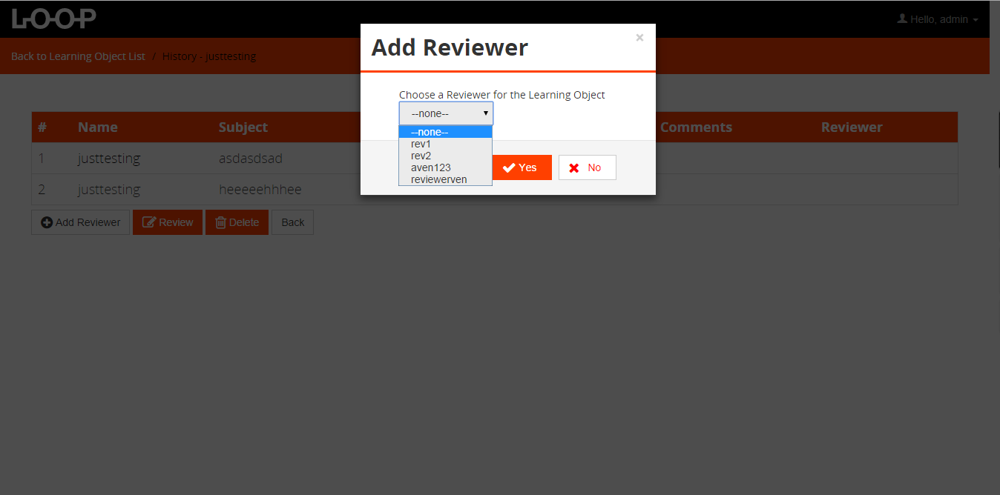 LOOP
Hello, admin
Back to Learning Object List / History - justtesting
Add Reviewer
×
Choose a Reviewer for the Learning Object
--none--
--none--
rev1
rev2
aven123
reviewerven
Yes
No
# Name Subject Comments Reviewer
1 justtesting asdasdsad
2 justtesting heeeeehhhee
Add Reviewer Review Delete Back